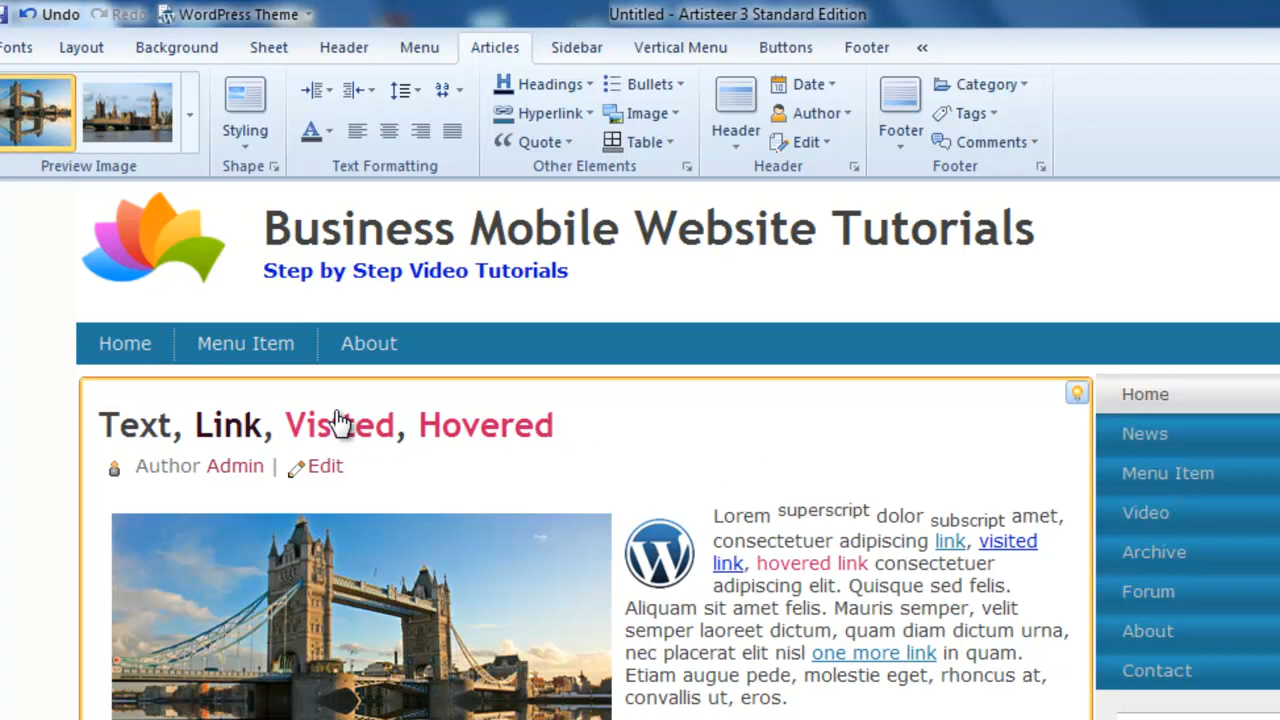 Undo Redo WordPress Theme Untitled - Artisteer 3 Standard Edition
Fonts Layout Background Sheet Header Menu Articles Sidebar Vertical Menu Buttons Footer «
Styling Headings Bullets Header Date Footer Category
Hyperlink Image Author Tags
Quote Table Edit Comments
Preview Image Shape Text Formatting Other Elements Header Footer
Business Mobile Website Tutorials
Step by Step Video Tutorials
Home Menu Item About
Text, Link, Visited, Hovered
Author Admin | Edit
Lorem superscript dolor subscript amet,
consectetuer adipiscing link, visited
link, hovered link consectetuer
adipiscing elit. Quisque sed felis.
Aliquam sit amet felis. Mauris semper, velit
semper laoreet dictum, quam diam dictum urna,
nec placerat elit nisl one more link in quam.
Etiam augue pede, molestie eget, rhoncus at,
convallis ut, eros.
Home
News
Menu Item
Video
Archive
Forum
About
Contact